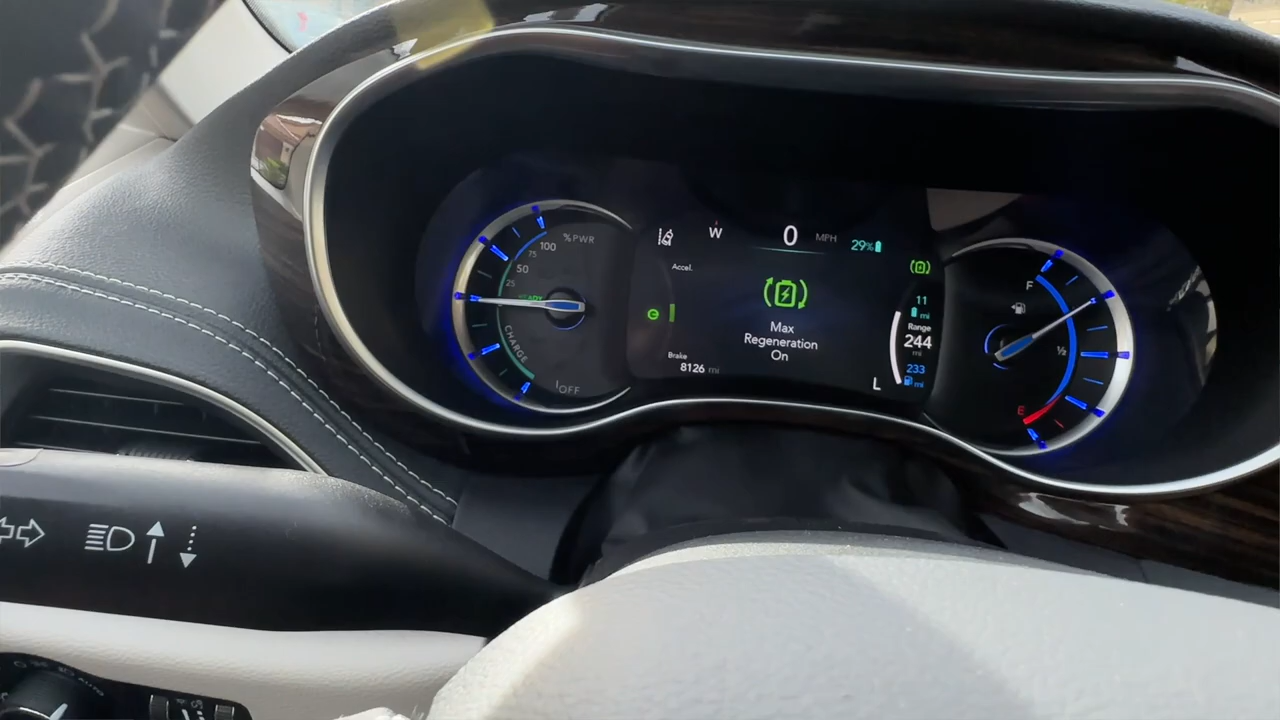 %PWR
100
75
50
25
READY
CHARGE
OFF
W
0 MPH
29%
Accel.
Max
Regeneration
On
Brake
8126 mi
L
11
mi
Range
244
mi
233
mi
F
½
E
AUTO